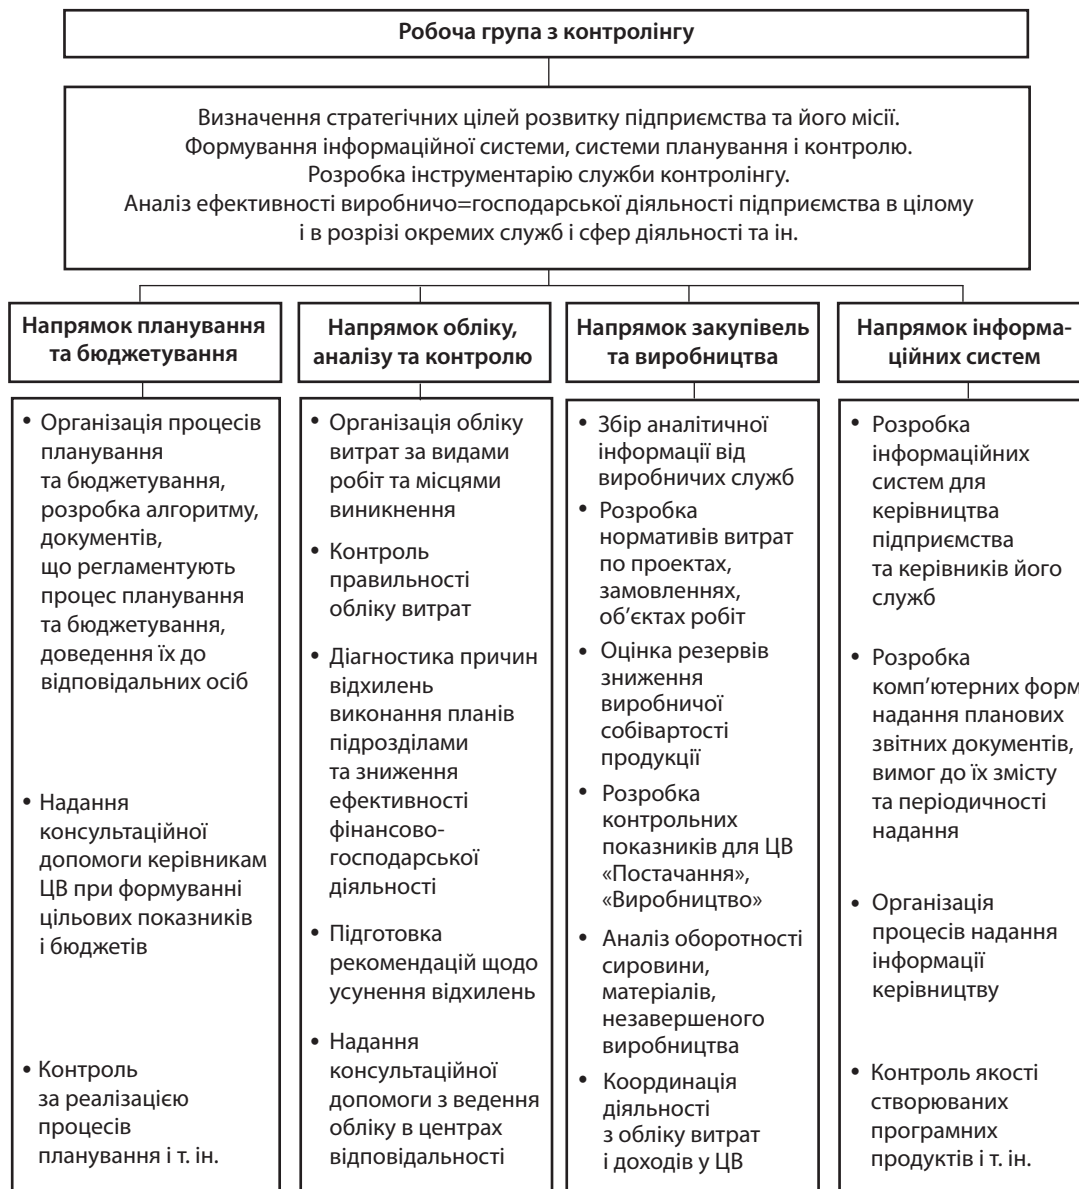 Робоча група з контролінгу
Визначення стратегічних цілей розвитку підприємства та його місії.
Формування інформаційної системи, системи планування і контролю.
Розробка інструментарію служби контролінгу.
Аналіз ефективності виробничо=господарської діяльності підприємства в цілому
і в розрізі окремих служб і сфер діяльності та ін.
Напрямок планування
та бюджетування
• Організація процесів
планування
та бюджетування,
розробка алгоритму,
документів,
що регламентують
процес планування
та бюджетування,
доведення їх до
відповідальних осіб
• Надання
консультаційної
допомоги керівникам
ЦВ при формуванні
цільових показників
і бюджетів
• Контроль
за реалізацією
процесів
планування і т. ін.
Напрямок обліку,
аналізу та контролю
• Організація обліку
витрат за видами
робіт та місцями
виникнення
• Контроль
правильності
обліку витрат
• Діагностика причин
відхилень
виконання планів
підрозділами
та зниження
ефективності
фінансово-
господарської
діяльності
• Підготовка
рекомендацій щодо
усунення відхилень
• Надання
консультаційної
допомоги з ведення
обліку в центрах
відповідальності
Напрямок закупівель
та виробництва
• Збір аналітичної
інформації від
виробничих служб
• Розробка
нормативів витрат
по проектах,
замовленнях,
об’єктах робіт
• Оцінка резервів
зниження
виробничої
собівартості
продукції
• Розробка
контрольних
показників для ЦВ
«Постачання»,
«Виробництво»
• Аналіз оборотності
сировини,
матеріалів,
незавершеного
виробництва
• Координація
діяльності
з обліку витрат
і доходів у ЦВ
Напрямок інформа-
ційних систем
• Розробка
інформаційних
систем для
керівництва
підприємства
та керівників його
служб
• Розробка
комп’ютерних форм
надання планових
звітних документів,
вимог до їх змісту
та періодичності
надання
• Організація
процесів надання
інформації
керівництву
• Контроль якості
створюваних
програмних
продуктів і т. ін.